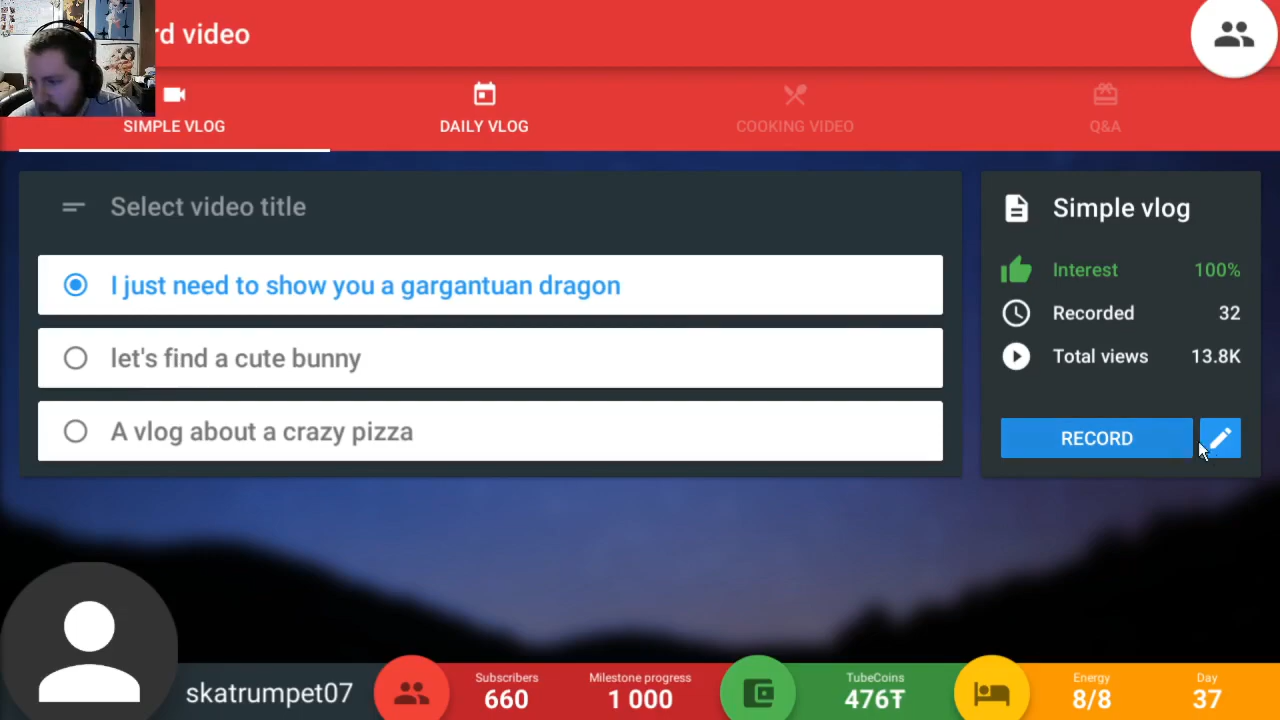 rd video
SIMPLE VLOG
DAILY VLOG
COOKING VIDEO
Q&A
Select video title
I just need to show you a gargantuan dragon
let's find a cute bunny
A vlog about a crazy pizza
Simple vlog
Interest 100%
Recorded 32
Total views 13.8K
RECORD
skatrumpet07
Subscribers
660
Milestone progress
1 000
TubeCoins
476Ŧ
Energy
8/8
Day
37